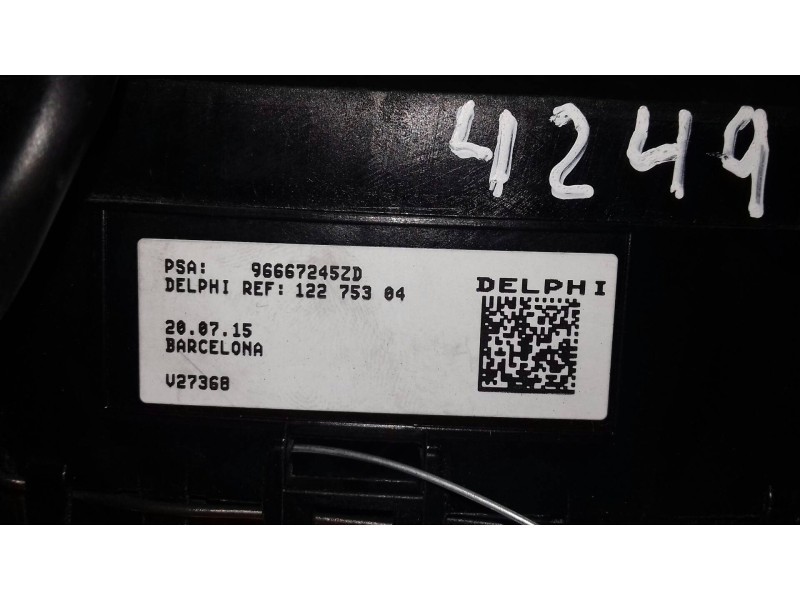 4249
PSA: 96667245ZD
DELPHI REF: 122 753 04
DELPHI
20.07.15
BARCELONA
V27368